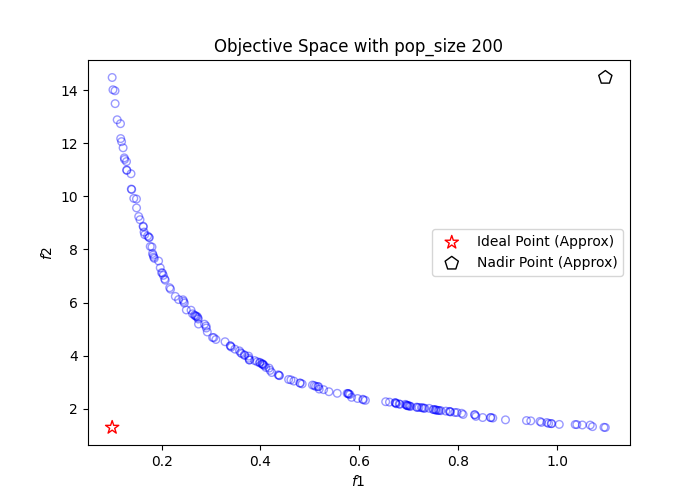 Objective Space with pop_size 200
14
12
10
8
6
4
2
f2
Ideal Point (Approx)
Nadir Point (Approx)
0.2 0.4 0.6 0.8 1.0
f1